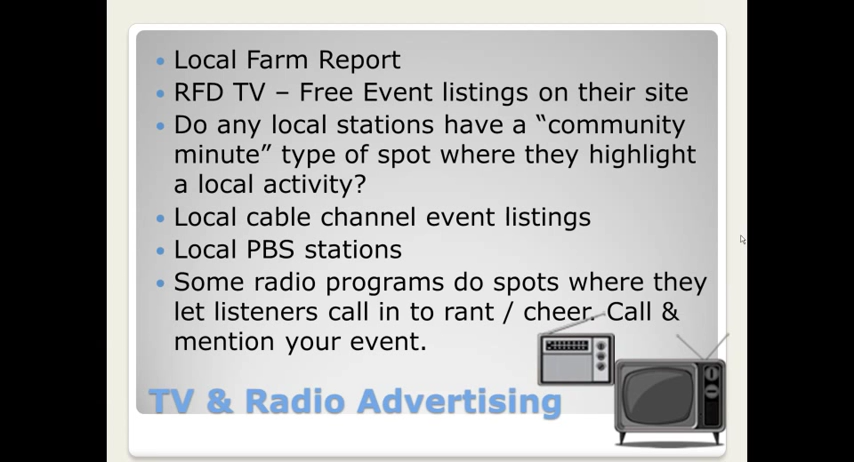 Local Farm Report
RFD TV – Free Event listings on their site
Do any local stations have a “community
minute” type of spot where they highlight
a local activity?
Local cable channel event listings
Local PBS stations
Some radio programs do spots where they
let listeners call in to rant / cheer. Call &
mention your event.
TV & Radio Advertising